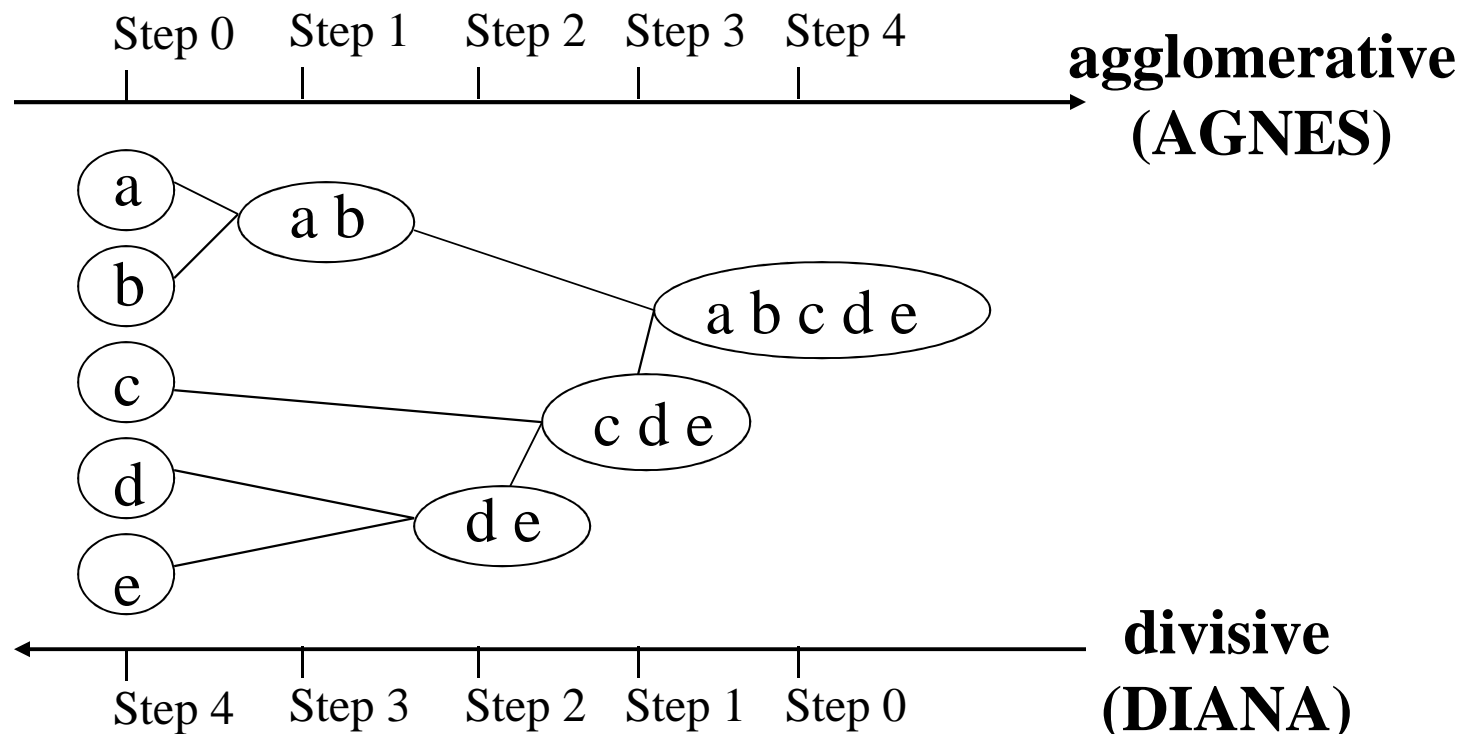 Step 0 Step 1 Step 2 Step 3 Step 4
agglomerative
(AGNES)
a
a b
b
a b c d e
c
c d e
d
d e
e
divisive
(DIANA)
Step 4 Step 3 Step 2 Step 1 Step 0